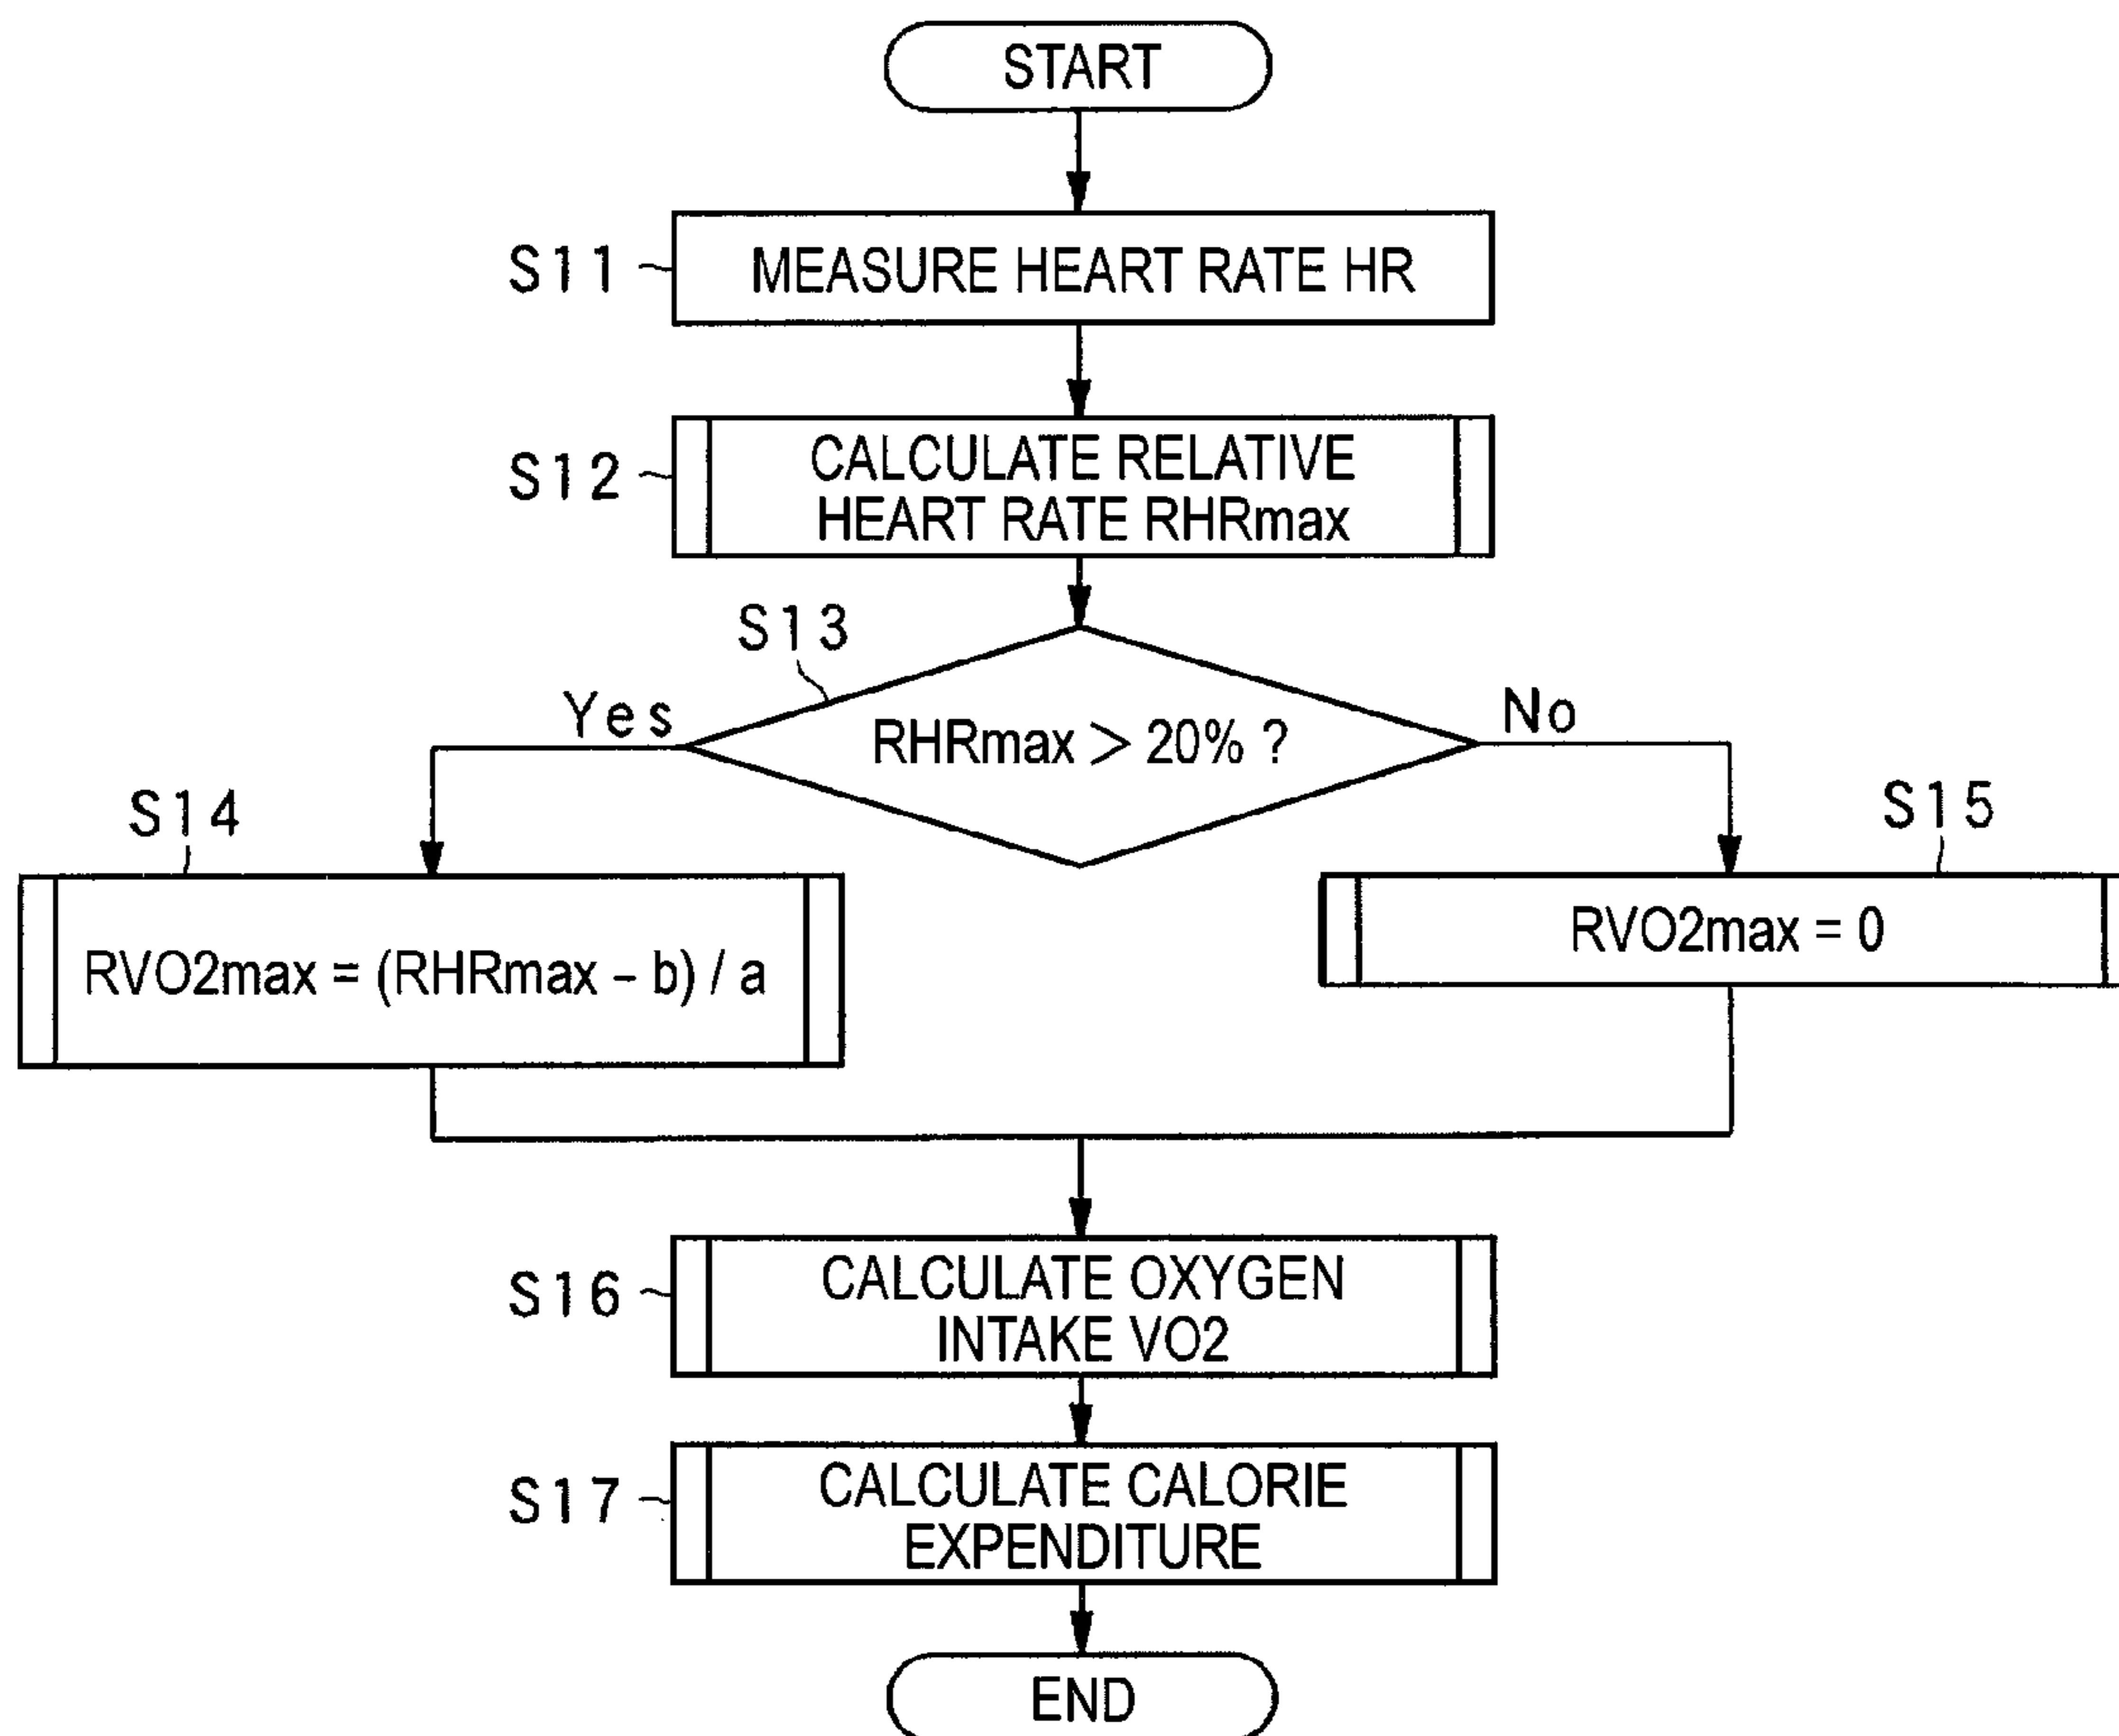 START
S11
MEASURE HEART RATE HR
S12
CALCULATE RELATIVE
HEART RATE RHRmax
S13
Yes
RHRmax > 20% ?
No
S14
RVO2max = (RHRmax – b) / a
S15
RVO2max = 0
S16
CALCULATE OXYGEN
INTAKE VO2
S17
CALCULATE CALORIE
EXPENDITURE
END